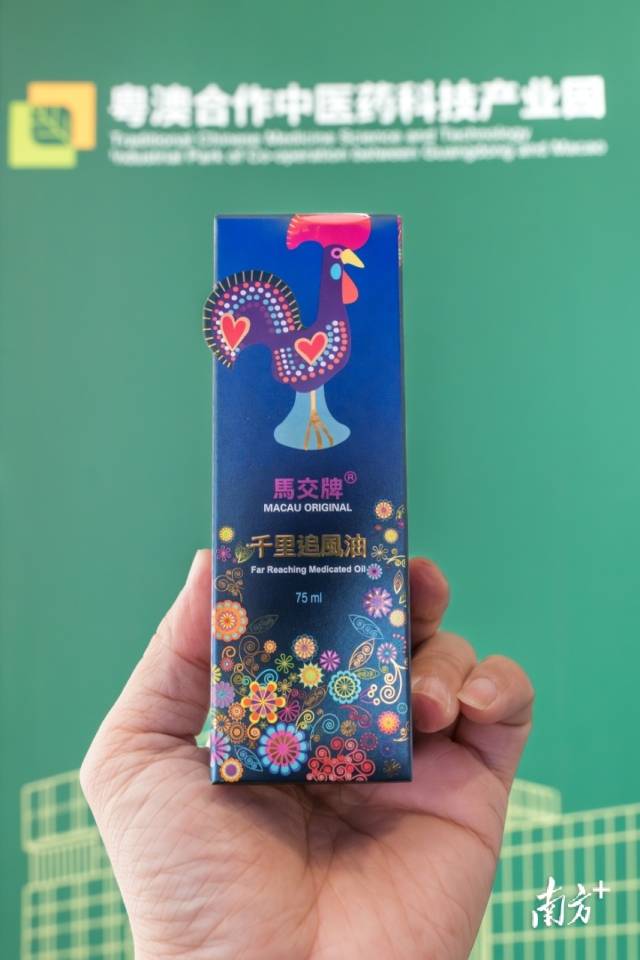 粤澳合作中医药科技产业园
Traditional Chinese Medicine Science and Technology
Industrial Park of Co-operation between Guangdong and Macao
馬交牌®
MACAU ORIGINAL
千里追風油
Far Reaching Medicated Oil
75 ml
南方+